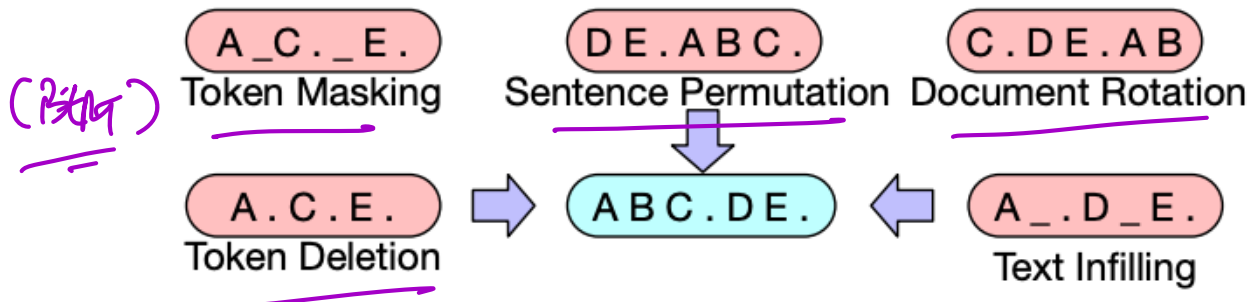 A _ C . _ E .
Token Masking
D E . A B C .
Sentence Permutation
C . D E . A B
Document Rotation
A . C . E .
Token Deletion
A B C . D E .
A _ . D _ E .
Text Infilling